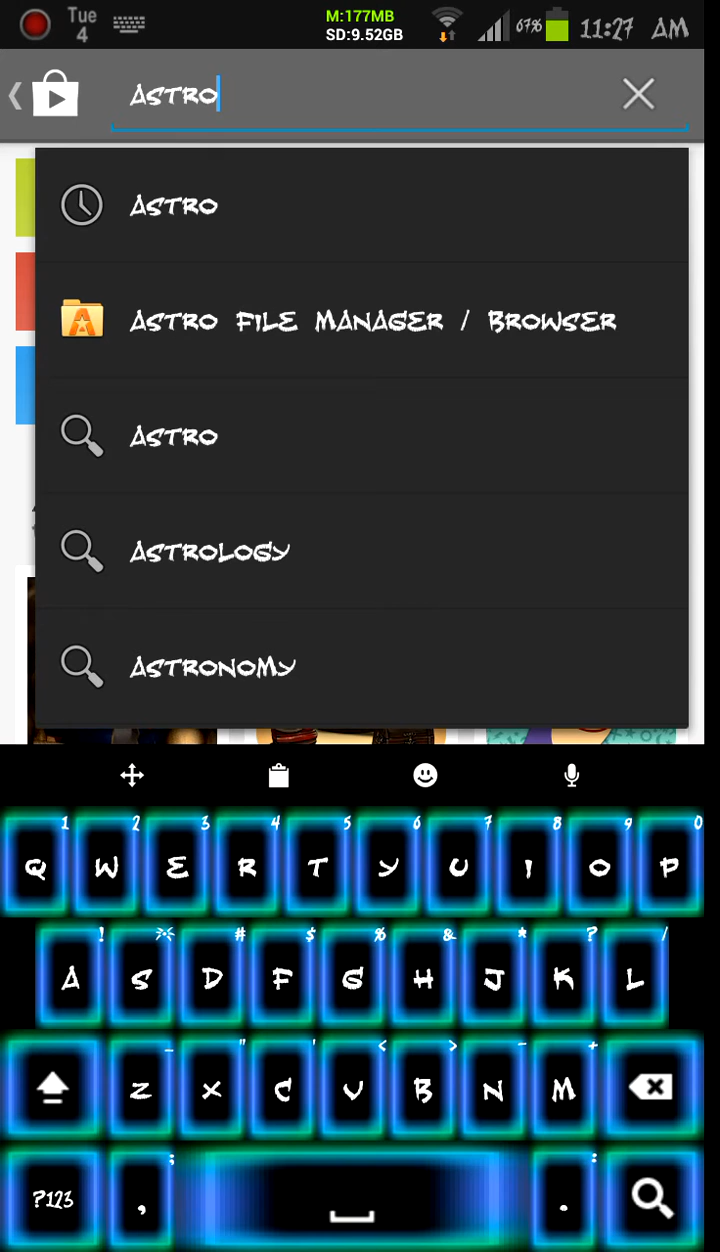 Tue
4
M:177MB
SD:9.52GB
67%
11:27 AM
ASTRO
ASTRO
ASTRO FILE MANAGER / BROWSER
ASTRO
ASTROLOGY
ASTRONOMY
1 2 3 4 5 6 7 8 9 0
Q W E R T Y U I O P
! # $ % & * ? /
A S D F G H J K L
_ " ' < > - +
Z X C V B N M
; :
?123 , .